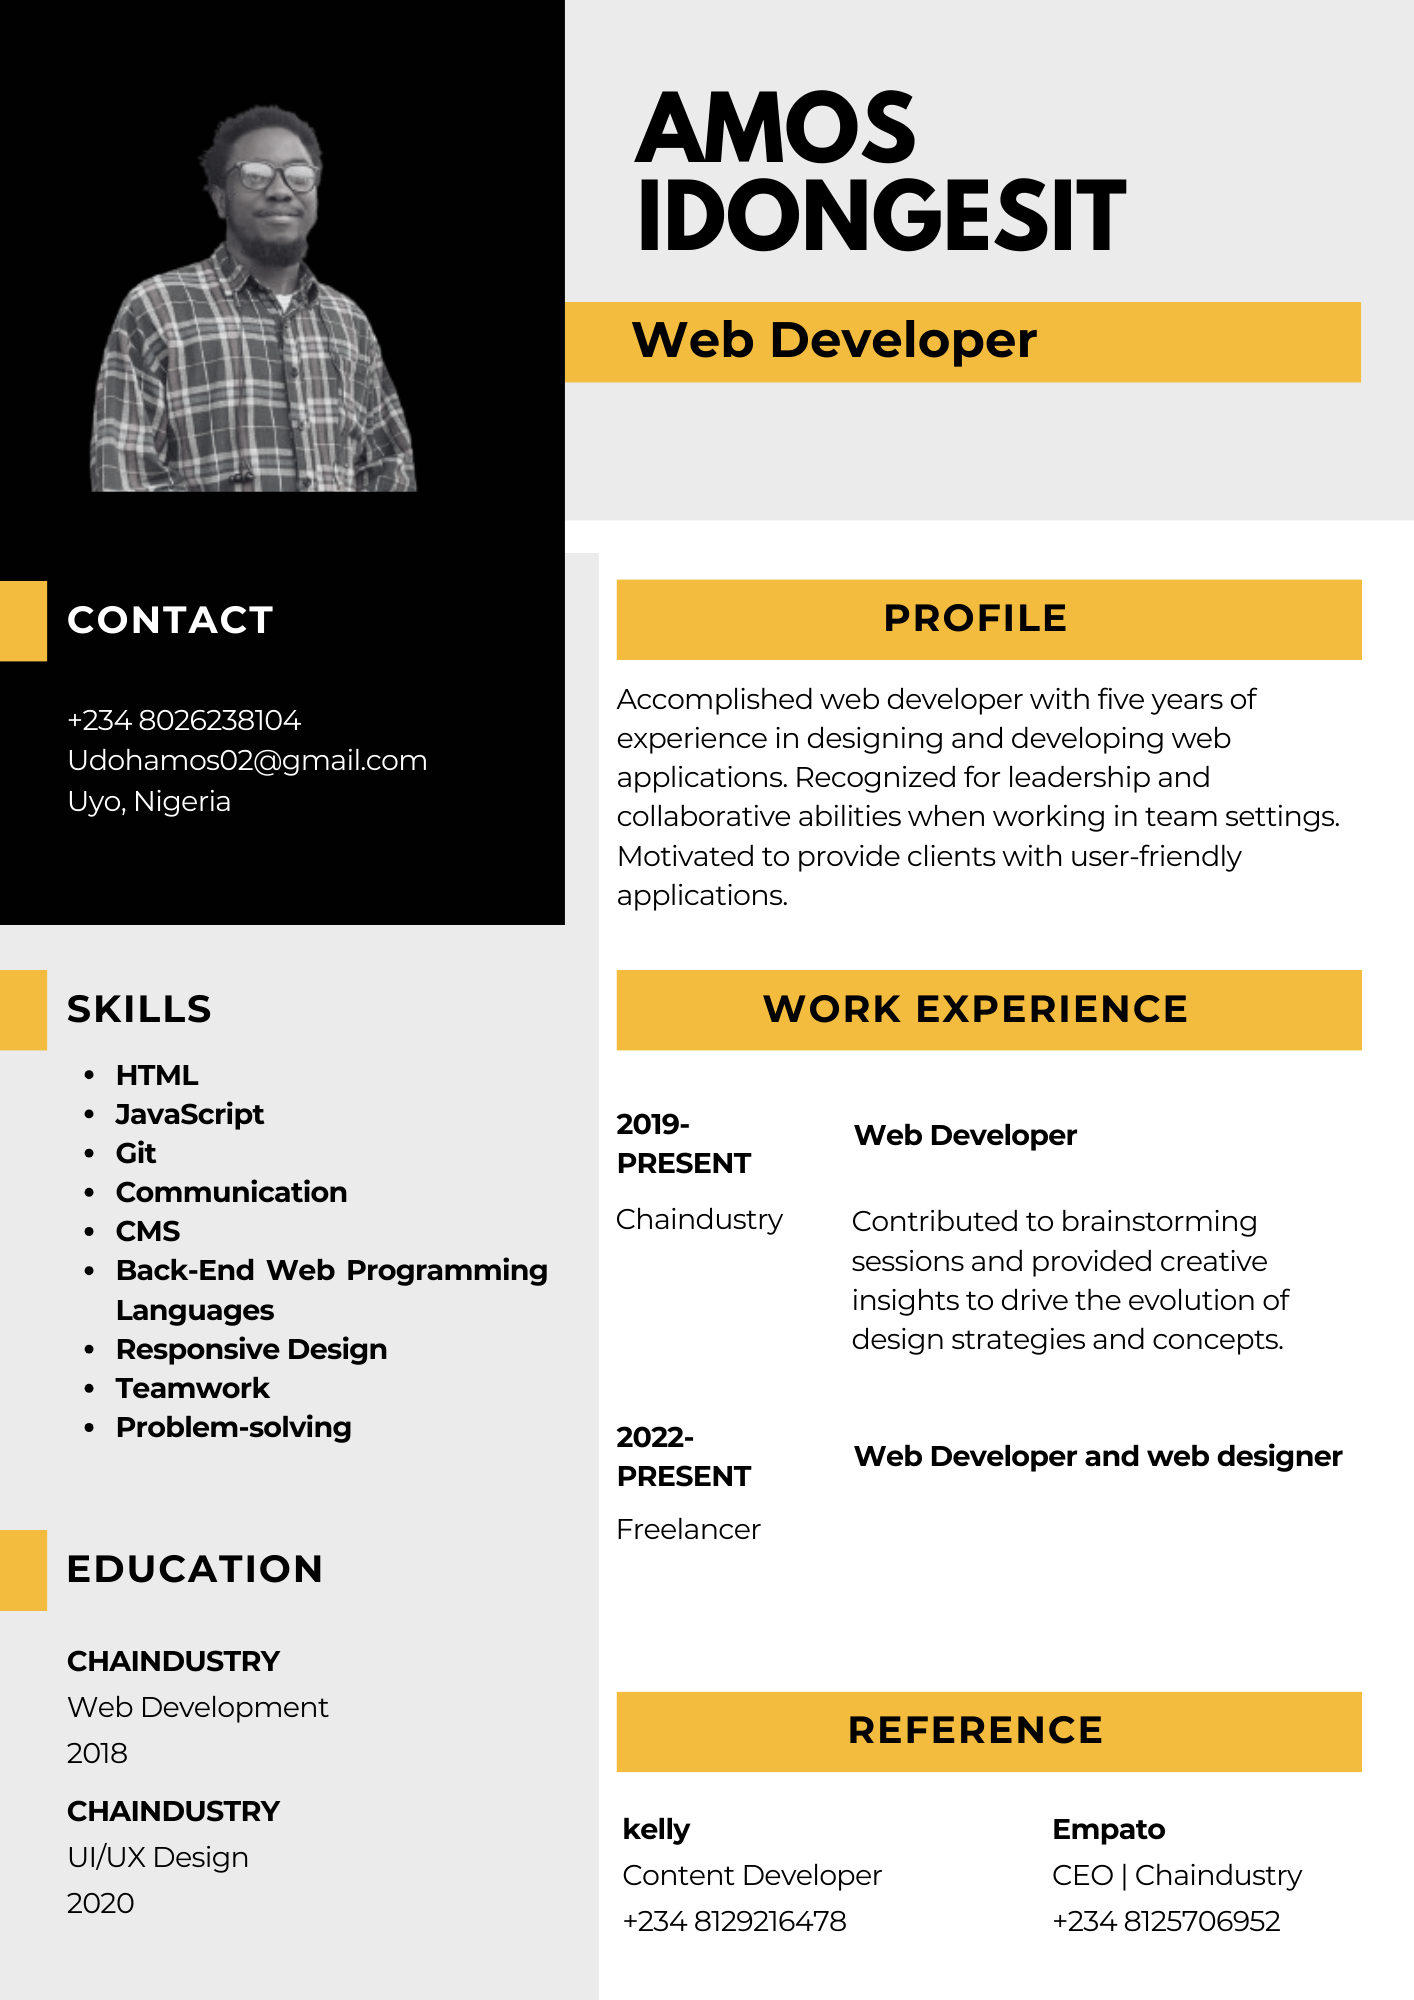 AMOS
IDONGESIT
Web Developer
CONTACT
+234 8026238104
Udohamos02@gmail.com
Uyo, Nigeria
SKILLS
• HTML
• JavaScript
• Git
• Communication
• CMS
• Back-End Web Programming
Languages
• Responsive Design
• Teamwork
• Problem-solving
EDUCATION
CHAINDUSTRY
Web Development
2018
CHAINDUSTRY
UI/UX Design
2020
PROFILE
Accomplished web developer with five years of
experience in designing and developing web
applications. Recognized for leadership and
collaborative abilities when working in team settings.
Motivated to provide clients with user-friendly
applications.
WORK EXPERIENCE
2019-
PRESENT
Chaindustry
Web Developer
Contributed to brainstorming
sessions and provided creative
insights to drive the evolution of
design strategies and concepts.
2022-
PRESENT
Freelancer
Web Developer and web designer
REFERENCE
kelly
Content Developer
+234 8129216478
Empato
CEO | Chaindustry
+234 8125706952